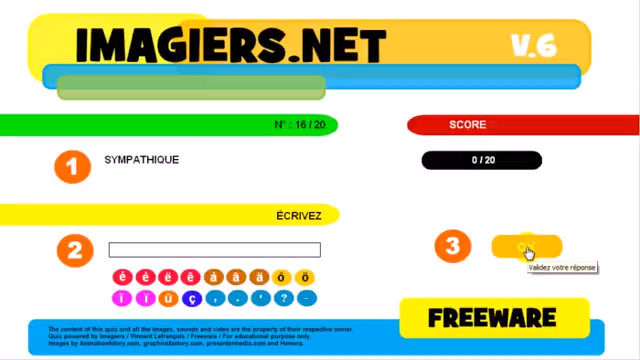 IMAGIERS.NET
V.6
N° : 16 / 20
SCORE
1
SYMPATHIQUE
0 / 20
ÉCRIVEZ
2
3
OK
Validez votre réponse
? -
FREEWARE
The content of this quiz and all the images, sounds and video are the property of their respective owner.
Quiz powered by Imagiers / Vincent Lefrançois / Freeware / For educational purpose only.
Images by Animationfctory.com, graphicsfactory.com, presentermedia.com and Hemera.